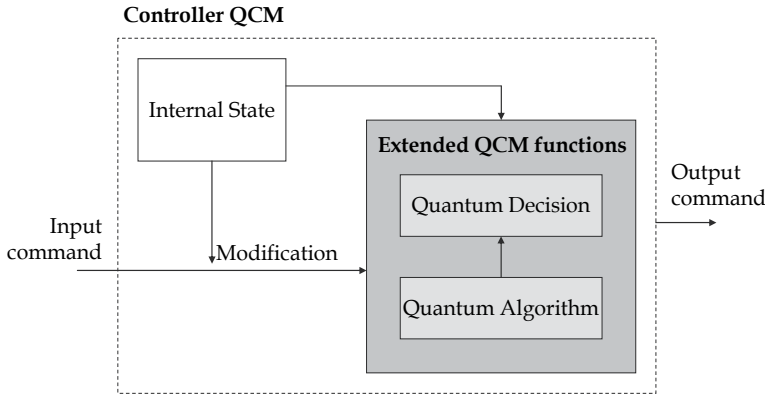 Controller QCM
Internal State
Extended QCM functions
Quantum Decision
Output
command
Input
command
Modification
Quantum Algorithm